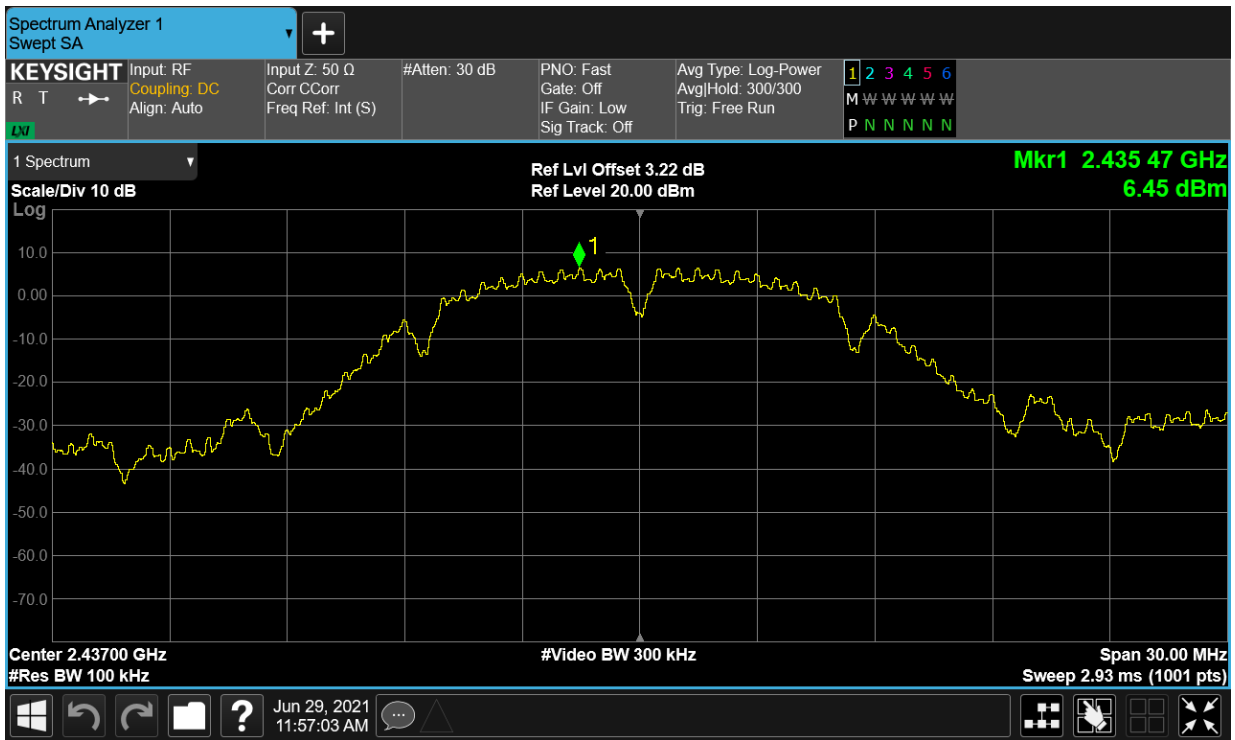 Spectrum Analyzer 1
Swept SA
+
KEYSIGHT
R T
LXI
Input: RF
Coupling: DC
Align: Auto
Input Z: 50 Ω
Corr CCorr
Freq Ref: Int (S)
#Atten: 30 dB
PNO: Fast
Gate: Off
IF Gain: Low
Sig Track: Off
Avg Type: Log-Power
Avg|Hold: 300/300
Trig: Free Run
1 2 3 4 5 6
M W W W W W
P N N N N N
1 Spectrum
Scale/Div 10 dB
Log
Ref Lvl Offset 3.22 dB
Ref Level 20.00 dBm
Mkr1 2.435 47 GHz
6.45 dBm
1
10.0
0.00
-10.0
-20.0
-30.0
-40.0
-50.0
-60.0
-70.0
Center 2.43700 GHz
#Res BW 100 kHz
#Video BW 300 kHz
Span 30.00 MHz
Sweep 2.93 ms (1001 pts)
?
Jun 29, 2021
11:57:03 AM